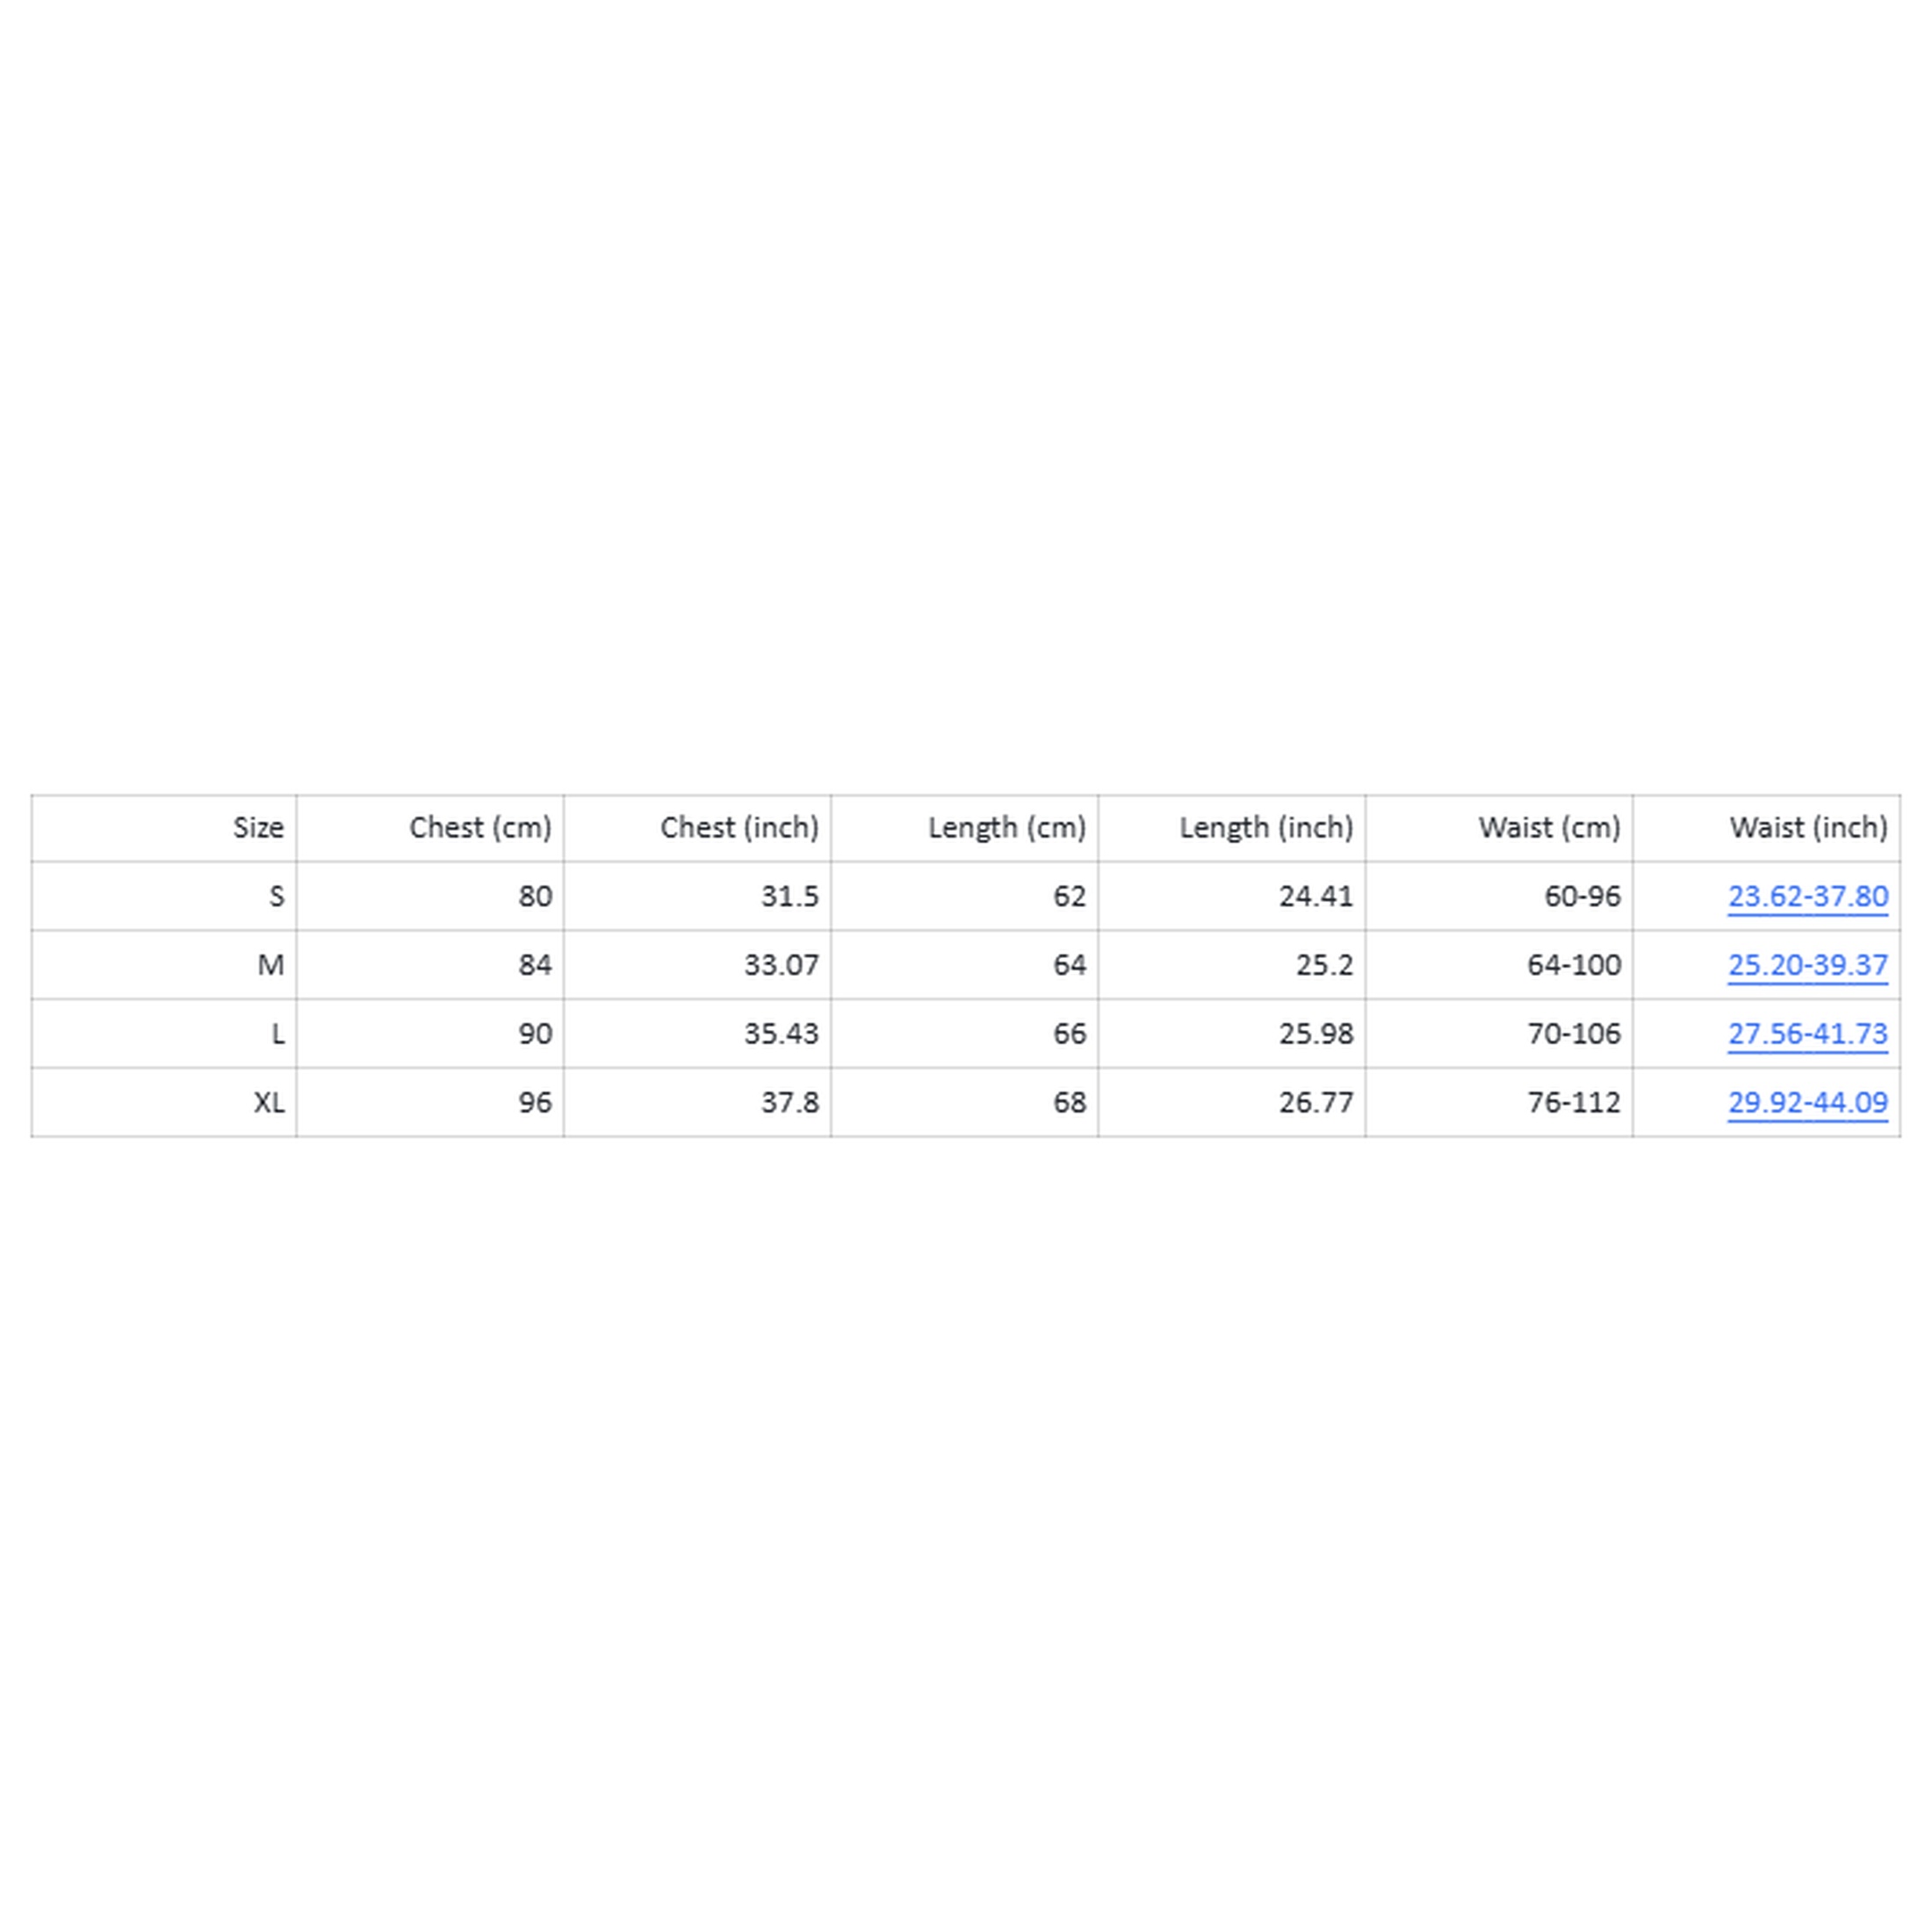 Size Chest (cm) Chest (inch) Length (cm) Length (inch) Waist (cm) Waist (inch)
S 80 31.5 62 24.41 60-96 23.62-37.80
M 84 33.07 64 25.2 64-100 25.20-39.37
L 90 35.43 66 25.98 70-106 27.56-41.73
XL 96 37.8 68 26.77 76-112 29.92-44.09